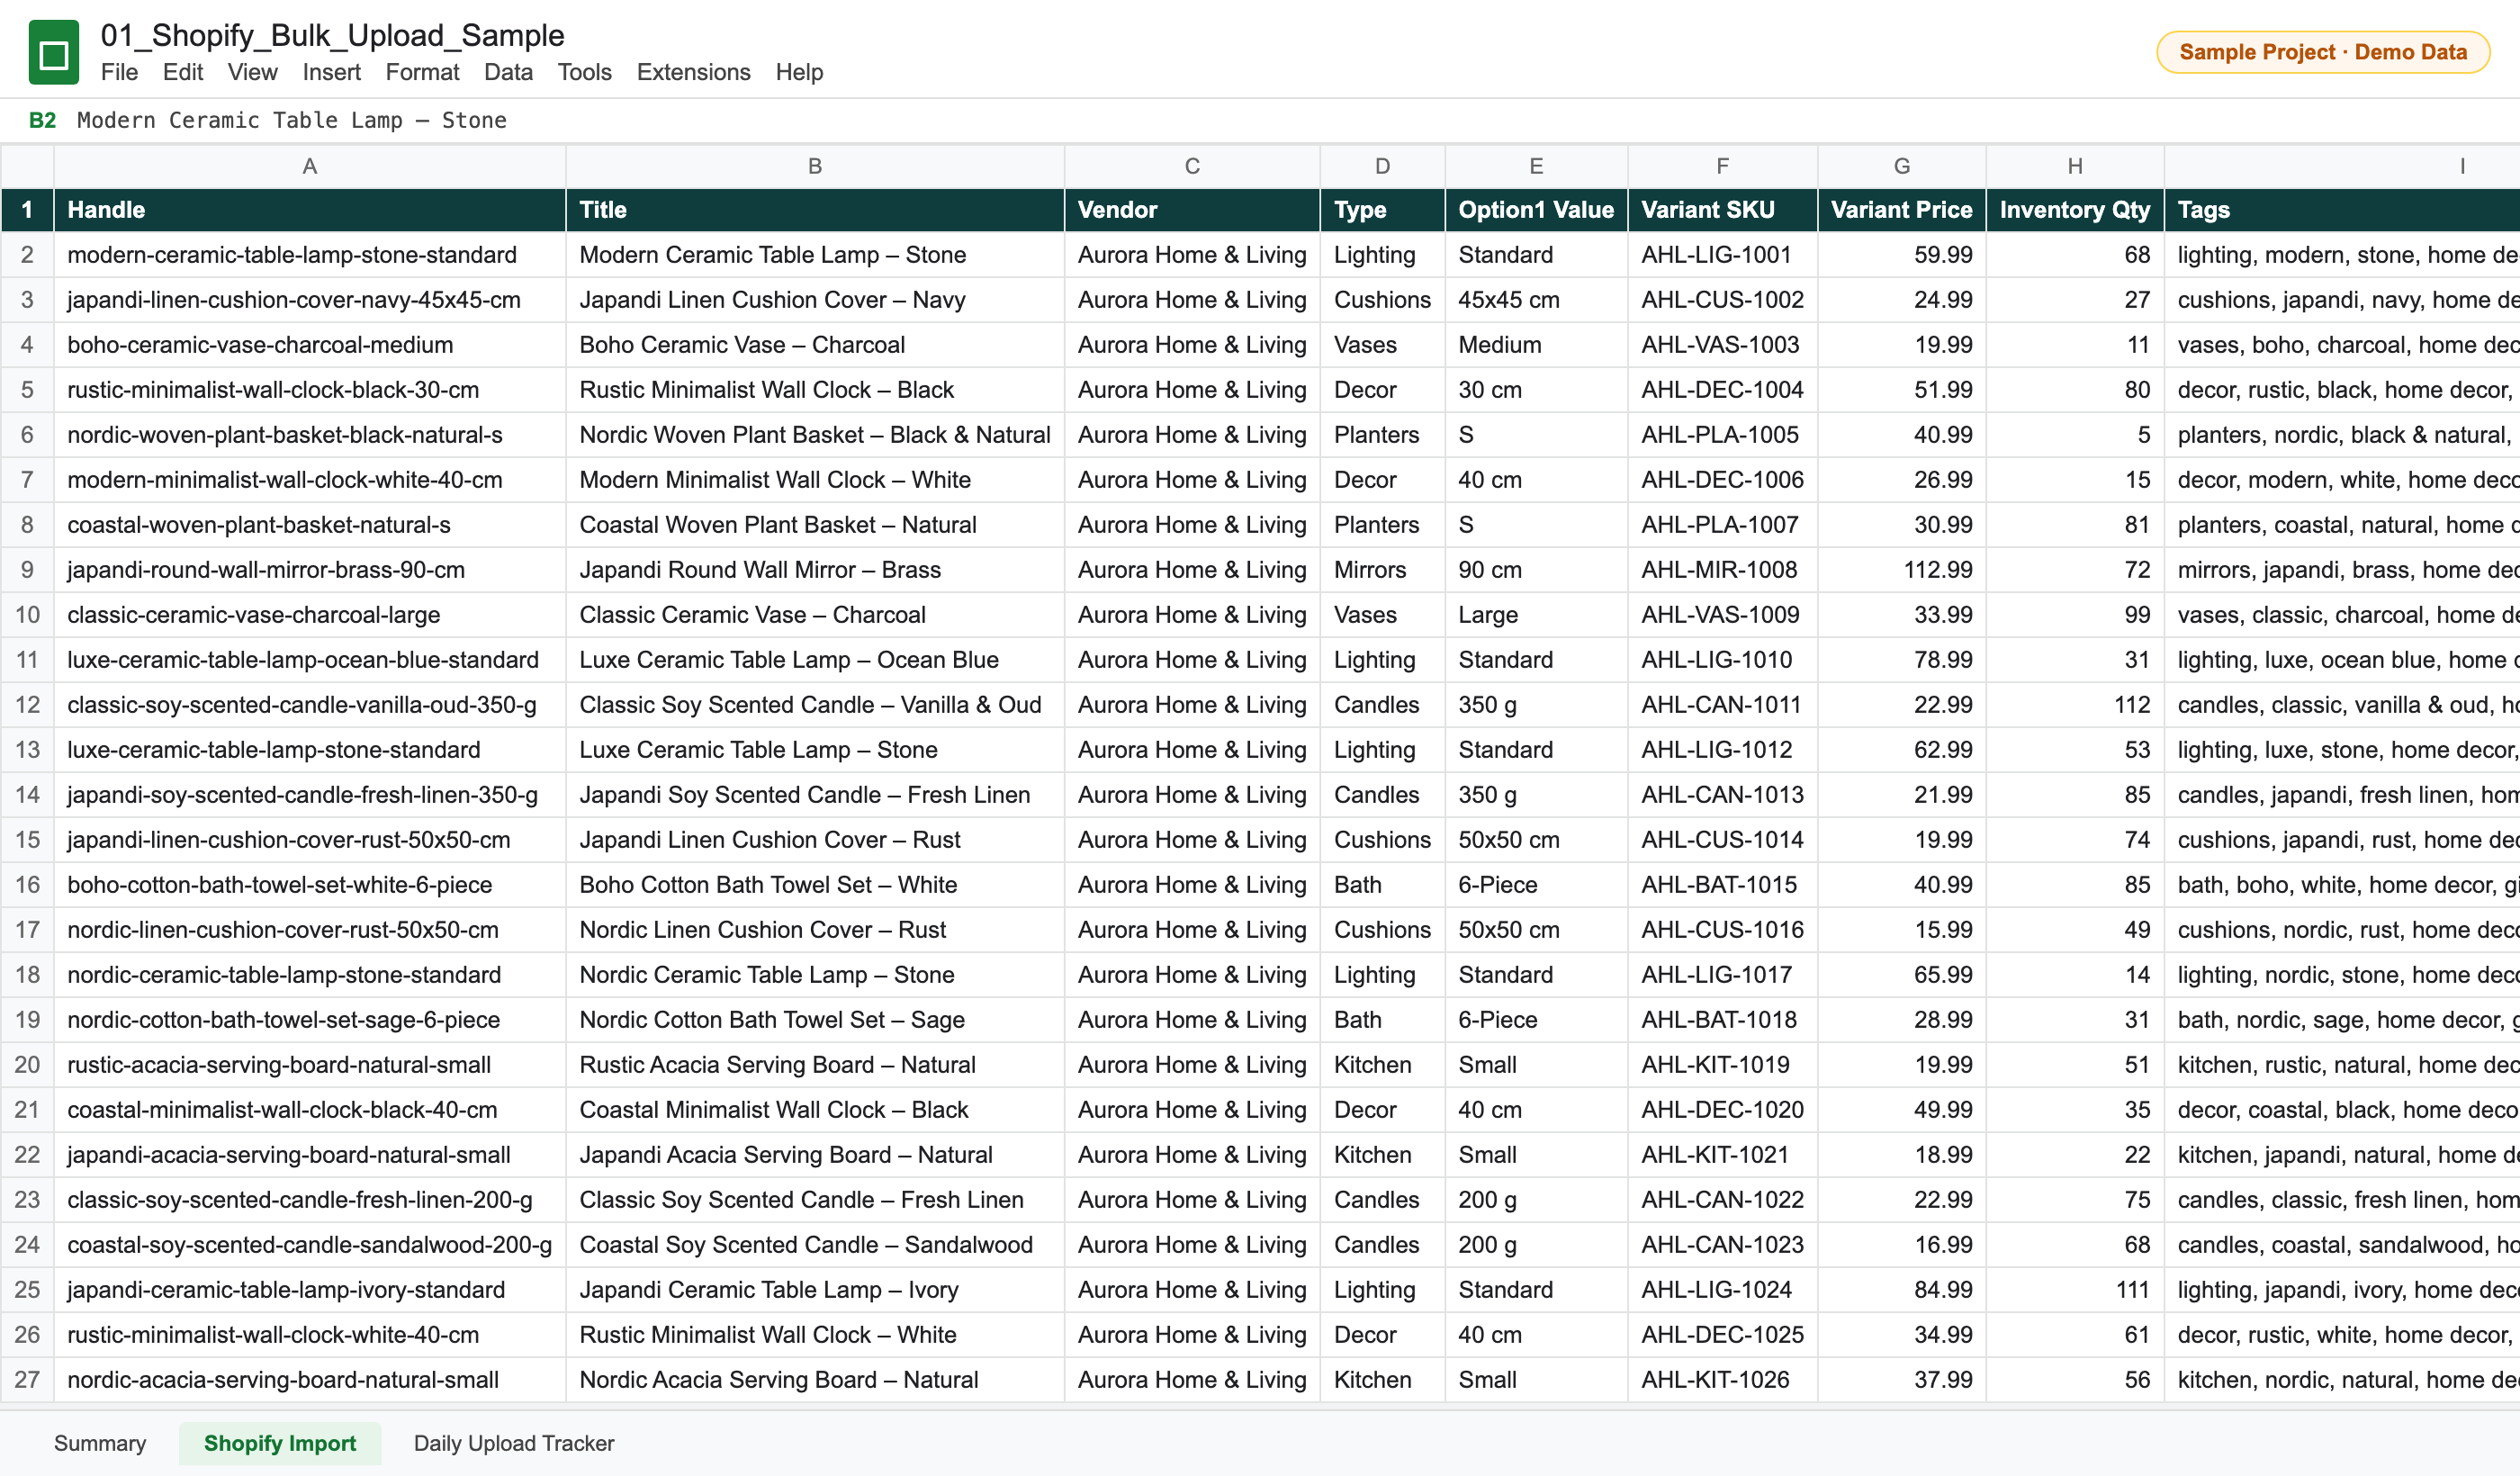 01_Shopify_Bulk_Upload_Sample
File Edit View Insert Format Data Tools Extensions Help
Sample Project · Demo Data
B2 Modern Ceramic Table Lamp – Stone
A B C D E F G H I
1 Handle Title Vendor Type Option1 Value Variant SKU Variant Price Inventory Qty Tags
2 modern-ceramic-table-lamp-stone-standard Modern Ceramic Table Lamp – Stone Aurora Home & Living Lighting Standard AHL-LIG-1001 59.99 68 lighting, modern, stone, home de
3 japandi-linen-cushion-cover-navy-45x45-cm Japandi Linen Cushion Cover – Navy Aurora Home & Living Cushions 45x45 cm AHL-CUS-1002 24.99 27 cushions, japandi, navy, home de
4 boho-ceramic-vase-charcoal-medium Boho Ceramic Vase – Charcoal Aurora Home & Living Vases Medium AHL-VAS-1003 19.99 11 vases, boho, charcoal, home dec
5 rustic-minimalist-wall-clock-black-30-cm Rustic Minimalist Wall Clock – Black Aurora Home & Living Decor 30 cm AHL-DEC-1004 51.99 80 decor, rustic, black, home decor,
6 nordic-woven-plant-basket-black-natural-s Nordic Woven Plant Basket – Black & Natural Aurora Home & Living Planters S AHL-PLA-1005 40.99 5 planters, nordic, black & natural,
7 modern-minimalist-wall-clock-white-40-cm Modern Minimalist Wall Clock – White Aurora Home & Living Decor 40 cm AHL-DEC-1006 26.99 15 decor, modern, white, home deco
8 coastal-woven-plant-basket-natural-s Coastal Woven Plant Basket – Natural Aurora Home & Living Planters S AHL-PLA-1007 30.99 81 planters, coastal, natural, home d
9 japandi-round-wall-mirror-brass-90-cm Japandi Round Wall Mirror – Brass Aurora Home & Living Mirrors 90 cm AHL-MIR-1008 112.99 72 mirrors, japandi, brass, home dec
10 classic-ceramic-vase-charcoal-large Classic Ceramic Vase – Charcoal Aurora Home & Living Vases Large AHL-VAS-1009 33.99 99 vases, classic, charcoal, home de
11 luxe-ceramic-table-lamp-ocean-blue-standard Luxe Ceramic Table Lamp – Ocean Blue Aurora Home & Living Lighting Standard AHL-LIG-1010 78.99 31 lighting, luxe, ocean blue, home d
12 classic-soy-scented-candle-vanilla-oud-350-g Classic Soy Scented Candle – Vanilla & Oud Aurora Home & Living Candles 350 g AHL-CAN-1011 22.99 112 candles, classic, vanilla & oud, ho
13 luxe-ceramic-table-lamp-stone-standard Luxe Ceramic Table Lamp – Stone Aurora Home & Living Lighting Standard AHL-LIG-1012 62.99 53 lighting, luxe, stone, home decor,
14 japandi-soy-scented-candle-fresh-linen-350-g Japandi Soy Scented Candle – Fresh Linen Aurora Home & Living Candles 350 g AHL-CAN-1013 21.99 85 candles, japandi, fresh linen, hom
15 japandi-linen-cushion-cover-rust-50x50-cm Japandi Linen Cushion Cover – Rust Aurora Home & Living Cushions 50x50 cm AHL-CUS-1014 19.99 74 cushions, japandi, rust, home dec
16 boho-cotton-bath-towel-set-white-6-piece Boho Cotton Bath Towel Set – White Aurora Home & Living Bath 6-Piece AHL-BAT-1015 40.99 85 bath, boho, white, home decor, gi
17 nordic-linen-cushion-cover-rust-50x50-cm Nordic Linen Cushion Cover – Rust Aurora Home & Living Cushions 50x50 cm AHL-CUS-1016 15.99 49 cushions, nordic, rust, home deco
18 nordic-ceramic-table-lamp-stone-standard Nordic Ceramic Table Lamp – Stone Aurora Home & Living Lighting Standard AHL-LIG-1017 65.99 14 lighting, nordic, stone, home deco
19 nordic-cotton-bath-towel-set-sage-6-piece Nordic Cotton Bath Towel Set – Sage Aurora Home & Living Bath 6-Piece AHL-BAT-1018 28.99 31 bath, nordic, sage, home decor, g
20 rustic-acacia-serving-board-natural-small Rustic Acacia Serving Board – Natural Aurora Home & Living Kitchen Small AHL-KIT-1019 19.99 51 kitchen, rustic, natural, home dec
21 coastal-minimalist-wall-clock-black-40-cm Coastal Minimalist Wall Clock – Black Aurora Home & Living Decor 40 cm AHL-DEC-1020 49.99 35 decor, coastal, black, home deco
22 japandi-acacia-serving-board-natural-small Japandi Acacia Serving Board – Natural Aurora Home & Living Kitchen Small AHL-KIT-1021 18.99 22 kitchen, japandi, natural, home de
23 classic-soy-scented-candle-fresh-linen-200-g Classic Soy Scented Candle – Fresh Linen Aurora Home & Living Candles 200 g AHL-CAN-1022 22.99 75 candles, classic, fresh linen, hom
24 coastal-soy-scented-candle-sandalwood-200-g Coastal Soy Scented Candle – Sandalwood Aurora Home & Living Candles 200 g AHL-CAN-1023 16.99 68 candles, coastal, sandalwood, ho
25 japandi-ceramic-table-lamp-ivory-standard Japandi Ceramic Table Lamp – Ivory Aurora Home & Living Lighting Standard AHL-LIG-1024 84.99 111 lighting, japandi, ivory, home deco
26 rustic-minimalist-wall-clock-white-40-cm Rustic Minimalist Wall Clock – White Aurora Home & Living Decor 40 cm AHL-DEC-1025 34.99 61 decor, rustic, white, home decor,
27 nordic-acacia-serving-board-natural-small Nordic Acacia Serving Board – Natural Aurora Home & Living Kitchen Small AHL-KIT-1026 37.99 56 kitchen, nordic, natural, home de
Summary Shopify Import Daily Upload Tracker